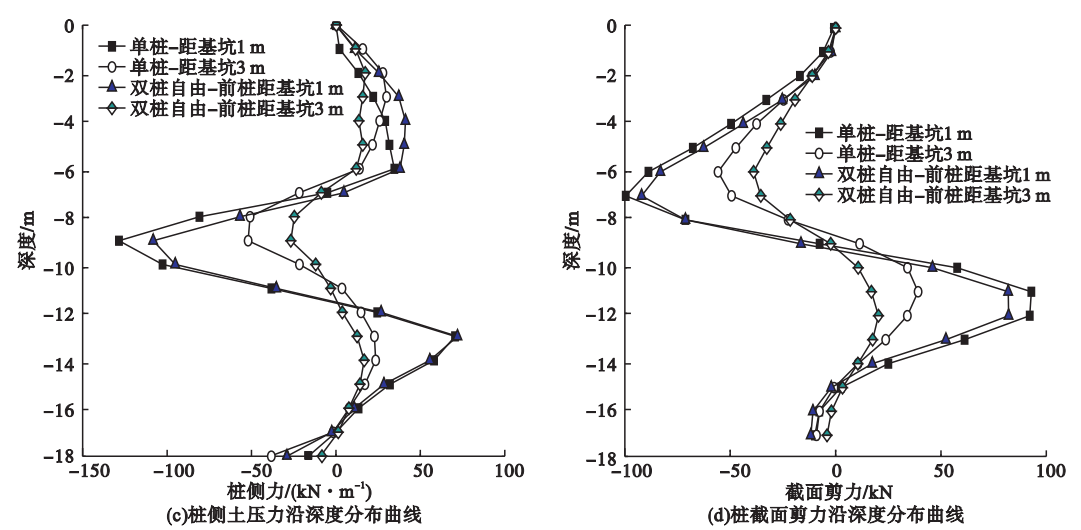 0
-2
-4
-6
-8
-10
-12
-14
-16
-18
深度/m
单桩-距基坑1 m
单桩-距基坑3 m
双桩自由-前桩距基坑1 m
双桩自由-前桩距基坑3 m
-150 -100 -50 0 50 100
桩侧力/(kN·m⁻¹)
(c)桩侧土压力沿深度分布曲线
0
-2
-4
-6
-8
-10
-12
-14
-16
-18
深度/m
单桩-距基坑1 m
单桩-距基坑3 m
双桩自由-前桩距基坑1 m
双桩自由-前桩距基坑3 m
-100 -50 0 50 100
截面剪力/kN
(d)桩截面剪力沿深度分布曲线